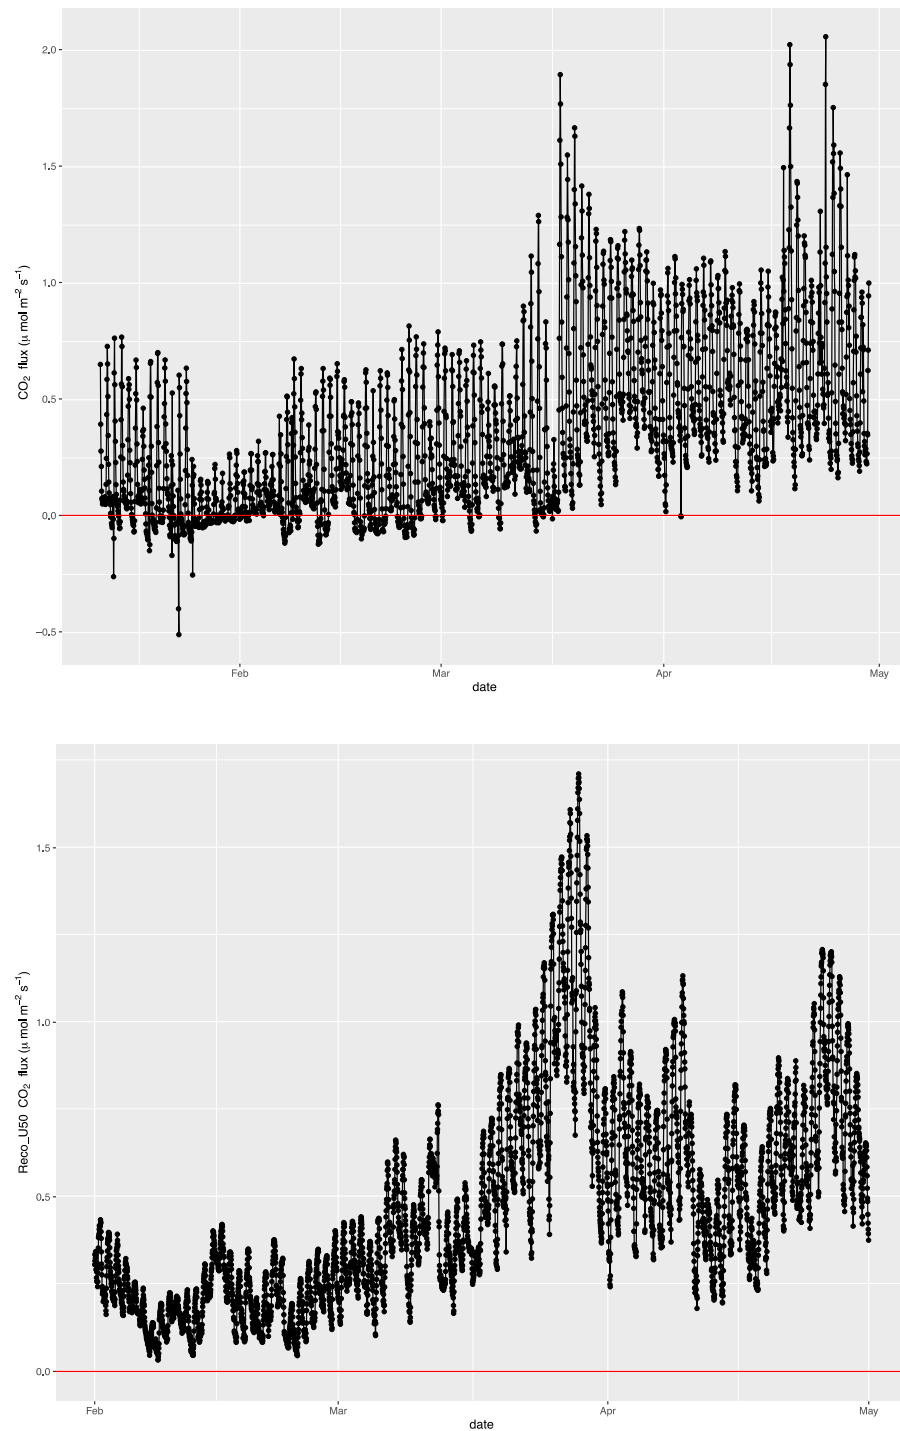 2.0
1.5
1.0
0.5
0.0
−0.5
CO₂ flux (μ mol m⁻² s⁻¹)
Feb Mar Apr May
date
1.5
1.0
0.5
0.0
Reco_U50 CO₂ flux (μ mol m⁻² s⁻¹)
Feb Mar Apr May
date